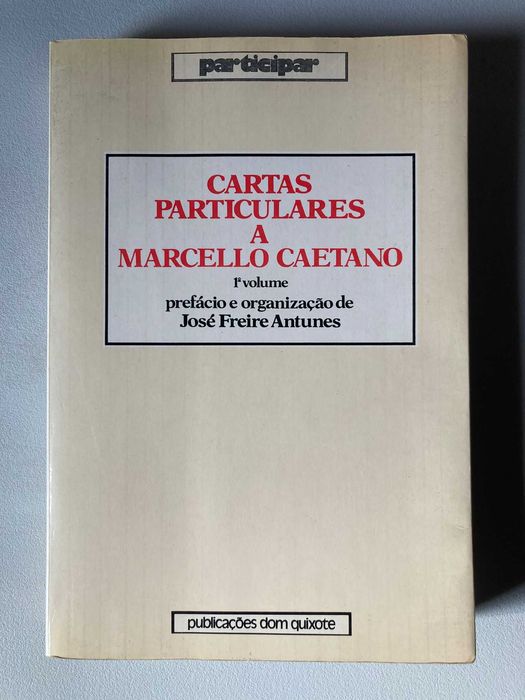 participar
CARTAS
PARTICULARES
A
MARCELLO CAETANO
1º volume
prefácio e organização de
José Freire Antunes
publicações dom quixote